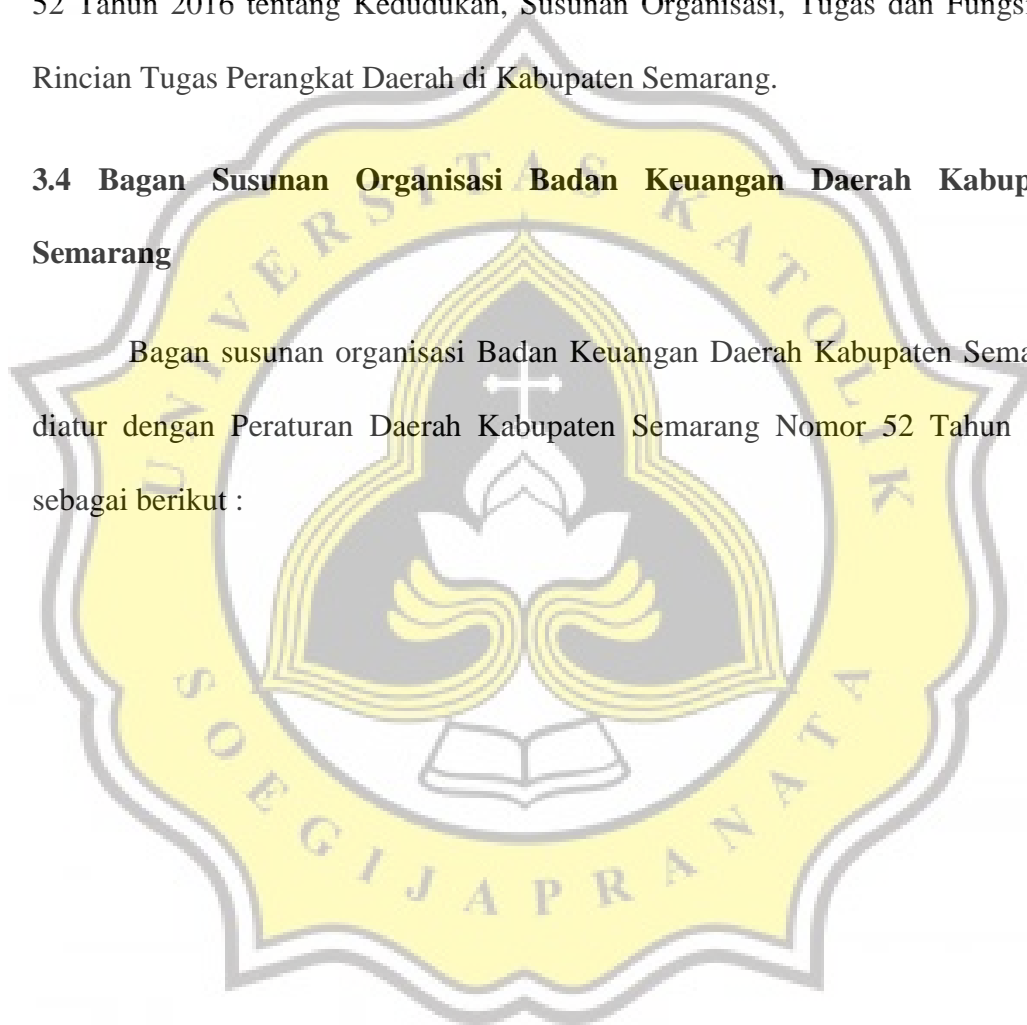 52 Tahun 2016 tentang Kedudukan, Susunan Organisasi, Tugas dan Fungsi
Rincian Tugas Perangkat Daerah di Kabupaten Semarang.
3.4 Bagan Susunan Organisasi Badan Keuangan Daerah
Semarang
Bagan susunan organisasi Badan Keuangan Daerah Kabupaten
diatur dengan Peraturan Daerah Kabupaten Semarang Nomor 52 Tahun
sebagai berikut :
UNIVERSITAS KATOLIK
SOEGIJAPRANATA